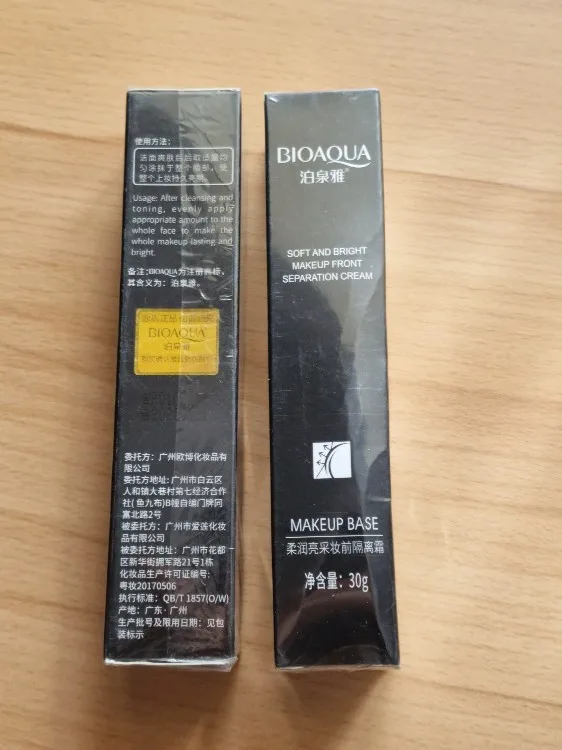 使用方法:
洁面爽肤后后取适量均
匀涂抹于整个脸部,使
整个上妆持久亮丽。
Usage: After cleansing and
toning, evenly apply
appropriate amount to the
whole face to make the
whole makeup lasting and
bright.
备注:BIOAQUA为注册商标,
其含义为:泊泉雅。
BIOAQUA
泊泉雅
委托方:广州欧博化妆品有
限公司
委托方地址:广州市白云区
人和镇大巷村第七经济合作
社(鱼九布)B幢自编门牌同
富北路2号
被委托方:广州市爱莲化妆
品有限公司
被委托方地址:广州市花都
区新华街拥军路21号1栋
化妆品生产许可证编号:
粤妆20170506
执行标准:QB/T 1857(O/W)
产地:广东·广州
生产批号及限用日期:见包
装标示
BIOAQUA
泊泉雅®
SOFT AND BRIGHT
MAKEUP FRONT
SEPARATION CREAM
MAKEUP BASE
柔润亮采妆前隔离霜
净含量:30g